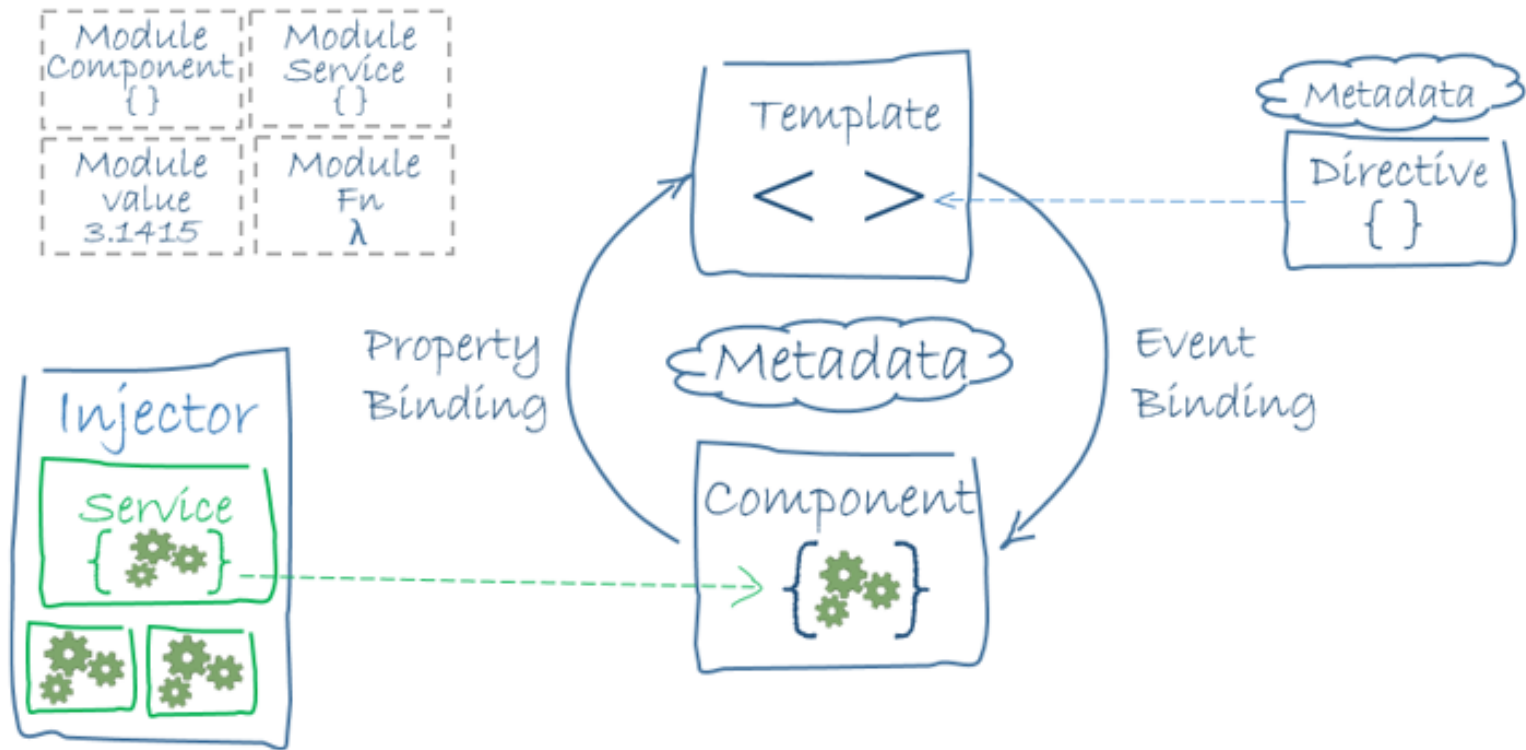 Module
Component
{ }
Module
Service
{ }
Module
value
3.1415
Module
Fn
λ
Template
< >
Metadata
Directive
{ }
Property
Binding
Metadata
Event
Binding
Injector
Service
{ }
Component
{ }